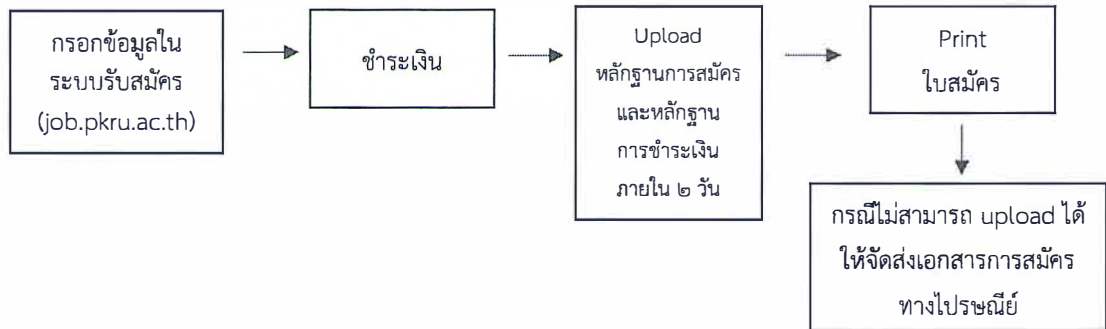 กรอกข้อมูลใน
ระบบรับสมัคร
(job.pkru.ac.th)
ชำระเงิน
Upload
หลักฐานการสมัคร
และหลักฐาน
การชำระเงิน
ภายใน ๒ วัน
Print
ใบสมัคร
กรณีไม่สามารถ upload ได้
ให้จัดส่งเอกสารการสมัคร
ทางไปรษณีย์